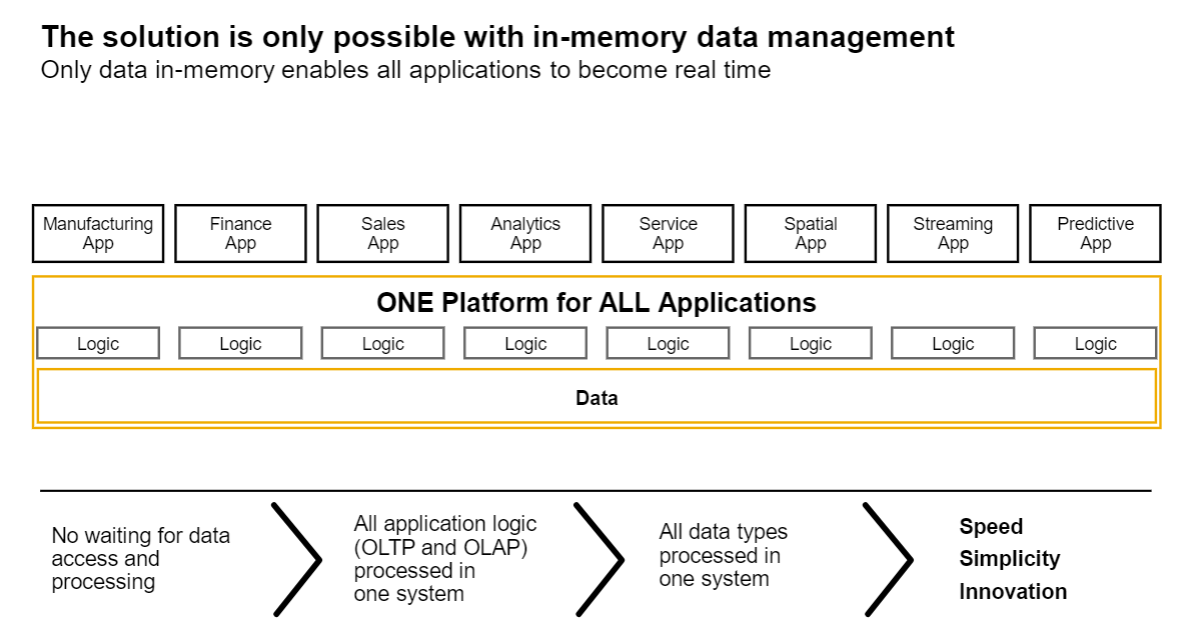 The solution is only possible with in-memory data management
Only data in-memory enables all applications to become real time
Manufacturing
App
Finance
App
Sales
App
Analytics
App
Service
App
Spatial
App
Streaming
App
Predictive
App
ONE Platform for ALL Applications
Logic
Logic
Logic
Logic
Logic
Logic
Logic
Logic
Data
No waiting for data
access and
processing
All application logic
(OLTP and OLAP)
processed in
one system
All data types
processed in
one system
Speed
Simplicity
Innovation